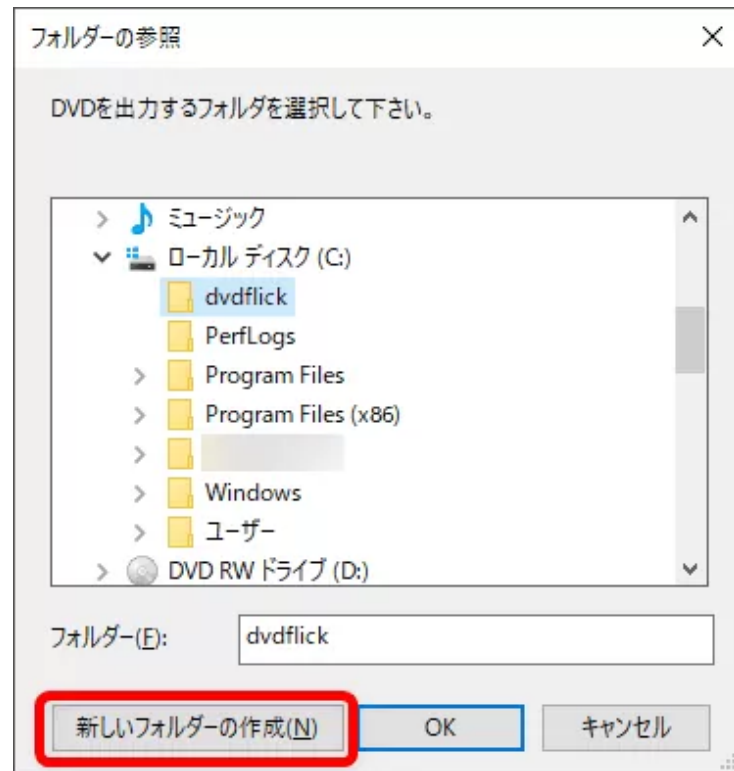 フォルダーの参照
DVDを出力するフォルダを選択して下さい。
ミュージック
ローカル ディスク (C:)
dvdflick
PerfLogs
Program Files
Program Files (x86)
Windows
ユーザー
DVD RW ドライブ (D:)
フォルダー(F): dvdflick
新しいフォルダーの作成(N) OK キャンセル